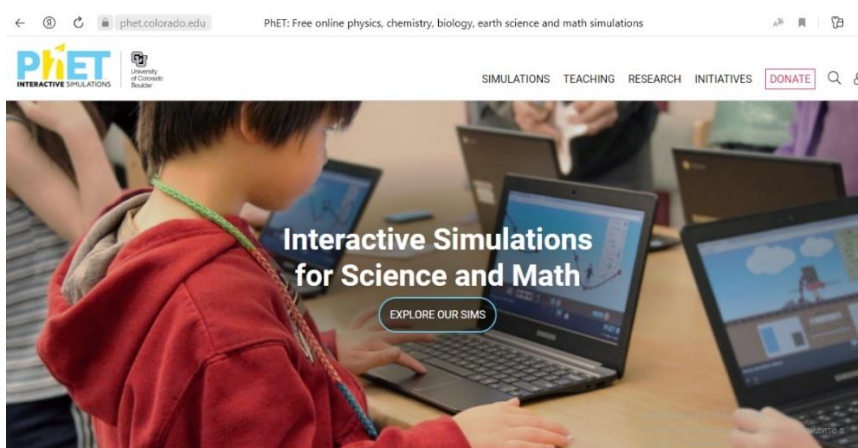 phet.colorado.edu
PhET: Free online physics, chemistry, biology, earth science and math simulations
PhET
INTERACTIVE SIMULATIONS
University
of Colorado
Boulder
SIMULATIONS TEACHING RESEARCH INITIATIVES DONATE
Interactive Simulations
for Science and Math
EXPLORE OUR SIMS
SAMSUNG